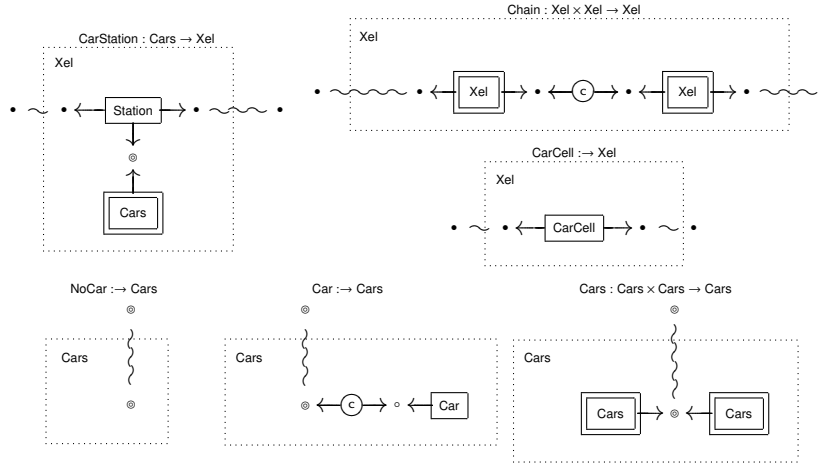 CarStation : Cars → Xel
Xel
Station
Cars
Chain : Xel × Xel → Xel
Xel
Xel
c
Xel
CarCell :→ Xel
Xel
CarCell
NoCar :→ Cars
Cars
Car :→ Cars
Cars
c
Car
Cars : Cars × Cars → Cars
Cars
Cars
Cars